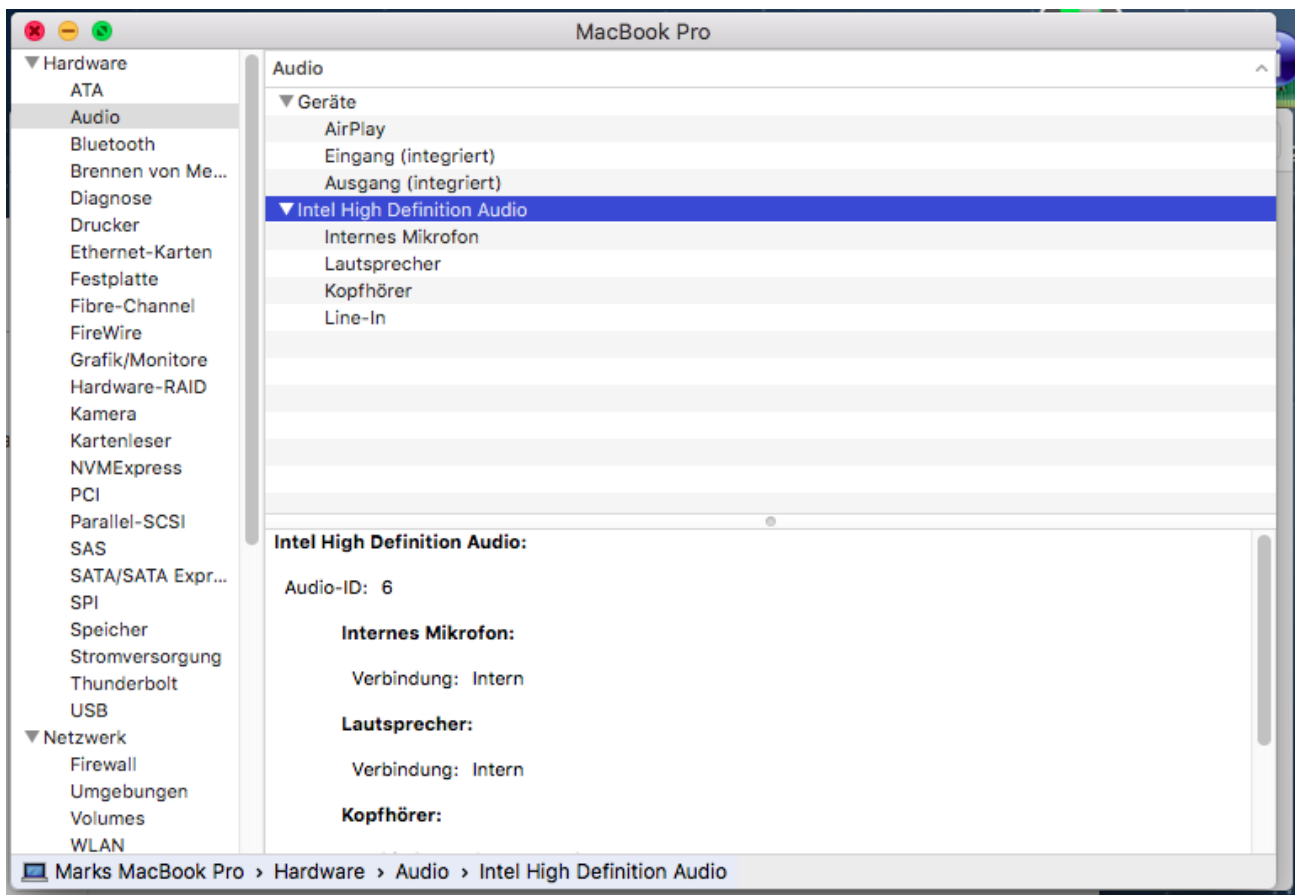 MacBook Pro
Hardware
ATA
Audio
Bluetooth
Brennen von Me...
Diagnose
Drucker
Ethernet-Karten
Festplatte
Fibre-Channel
FireWire
Grafik/Monitore
Hardware-RAID
Kamera
Kartenleser
NVMExpress
PCI
Parallel-SCSI
SAS
SATA/SATA Expr...
SPI
Speicher
Stromversorgung
Thunderbolt
USB
Netzwerk
Firewall
Umgebungen
Volumes
WLAN
Audio
Geräte
AirPlay
Eingang (integriert)
Ausgang (integriert)
Intel High Definition Audio
Internes Mikrofon
Lautsprecher
Kopfhörer
Line-In
Intel High Definition Audio:
Audio-ID: 6
Internes Mikrofon:
Verbindung: Intern
Lautsprecher:
Verbindung: Intern
Kopfhörer:
Marks MacBook Pro › Hardware › Audio › Intel High Definition Audio